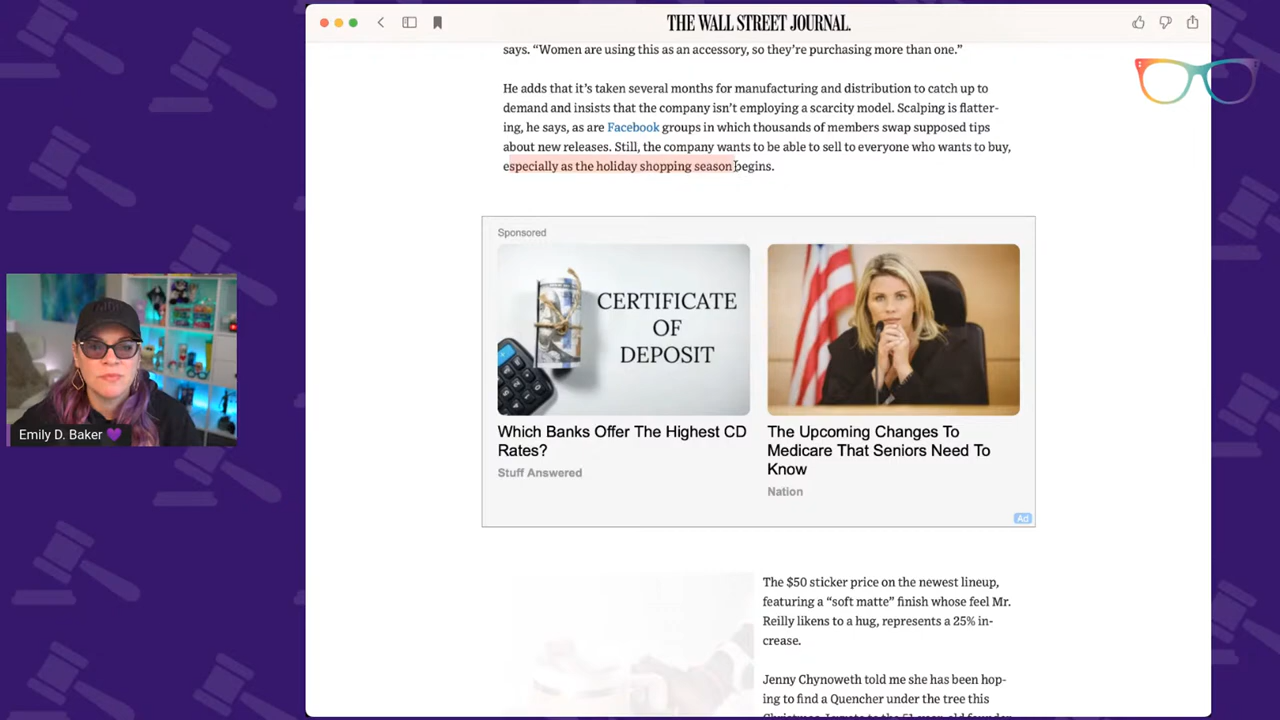 THE WALL STREET JOURNAL.
says. “Women are using this as an accessory, so they’re purchasing more than one.”
He adds that it’s taken several months for manufacturing and distribution to catch up to
demand and insists that the company isn’t employing a scarcity model. Scalping is flatter-
ing, he says, as are Facebook groups in which thousands of members swap supposed tips
about new releases. Still, the company wants to be able to sell to everyone who wants to buy,
especially as the holiday shopping season begins.
Sponsored
CERTIFICATE
OF
DEPOSIT
Which Banks Offer The Highest CD
Rates?
Stuff Answered
The Upcoming Changes To
Medicare That Seniors Need To
Know
Nation
Ad
Emily D. Baker 💜
The $50 sticker price on the newest lineup,
featuring a “soft matte” finish whose feel Mr.
Reilly likens to a hug, represents a 25% in-
crease.
Jenny Chynoweth told me she has been hop-
ing to find a Quencher under the tree this